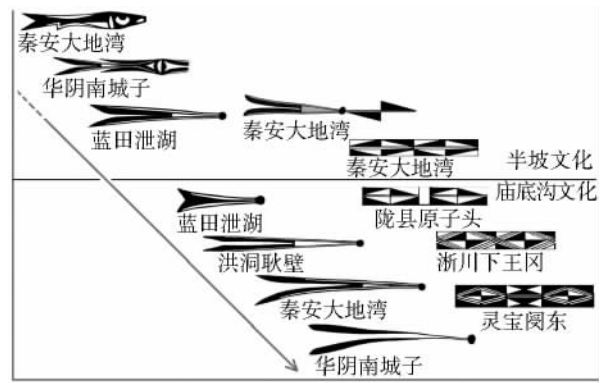 秦安大地湾
华阴南城子
蓝田泄湖
秦安大地湾
秦安大地湾
半坡文化
庙底沟文化
蓝田泄湖
陇县原子头
洪洞耿壁
淅川下王冈
秦安大地湾
灵宝阌东
华阴南城子